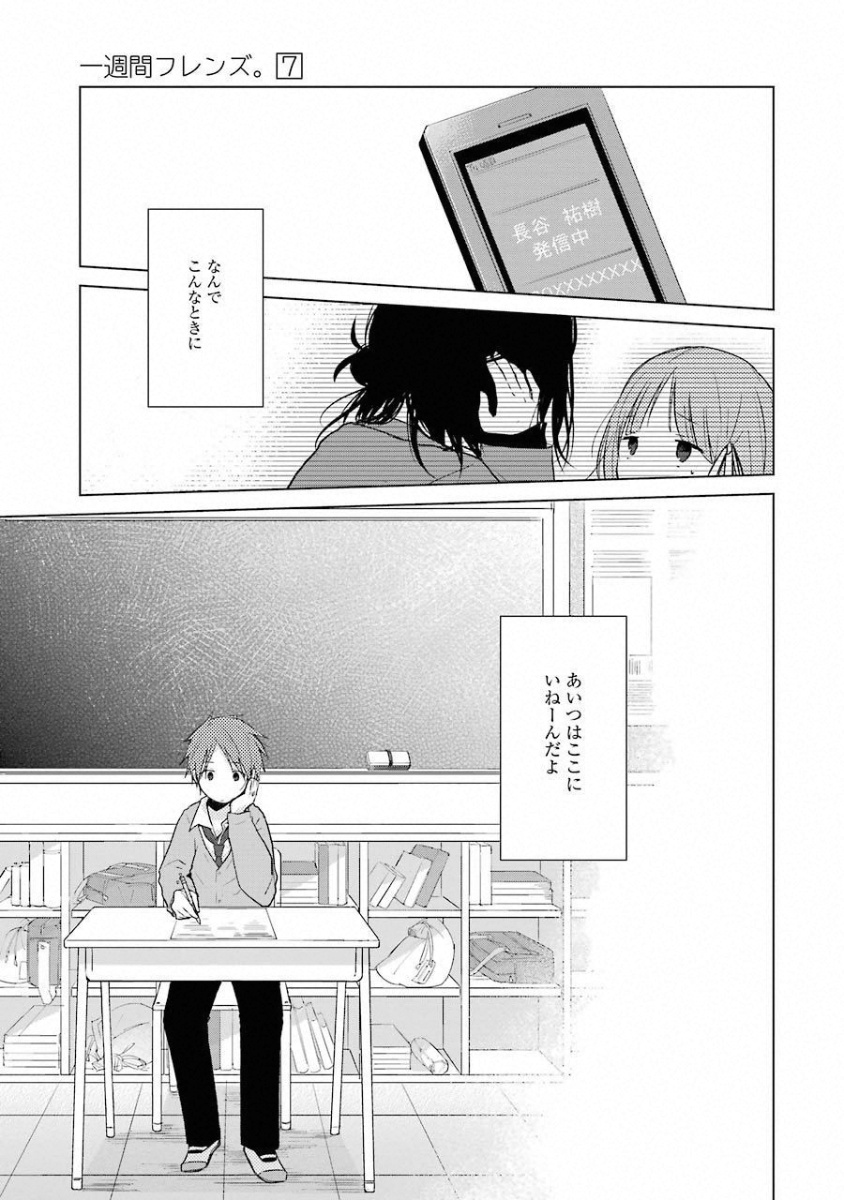 一週間フレンズ。7
長谷 祐樹
発信中
なんで
こんなときに
あいつはここに
いねーんだよ